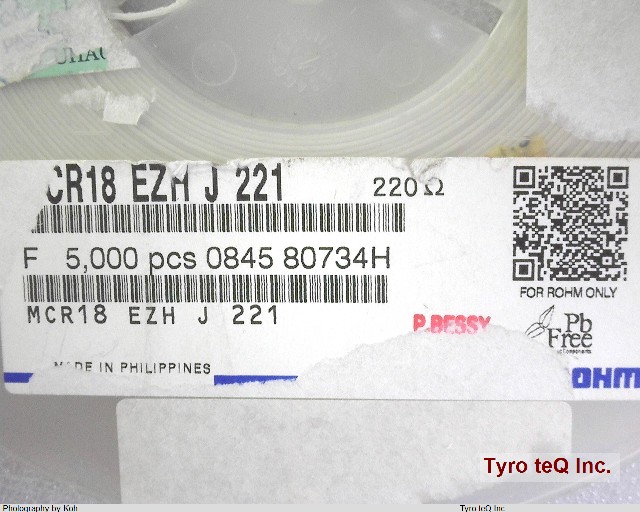 CR18 EZH J 221 220Ω
F 5,000 pcs 0845 80734H
MCR18 EZH J 221
FOR ROHM ONLY
P.BESSY
Pb
Free
MADE IN PHILIPPINES
OHM
Tyro teQ Inc.
Photography by Koh Tyro teQ Inc